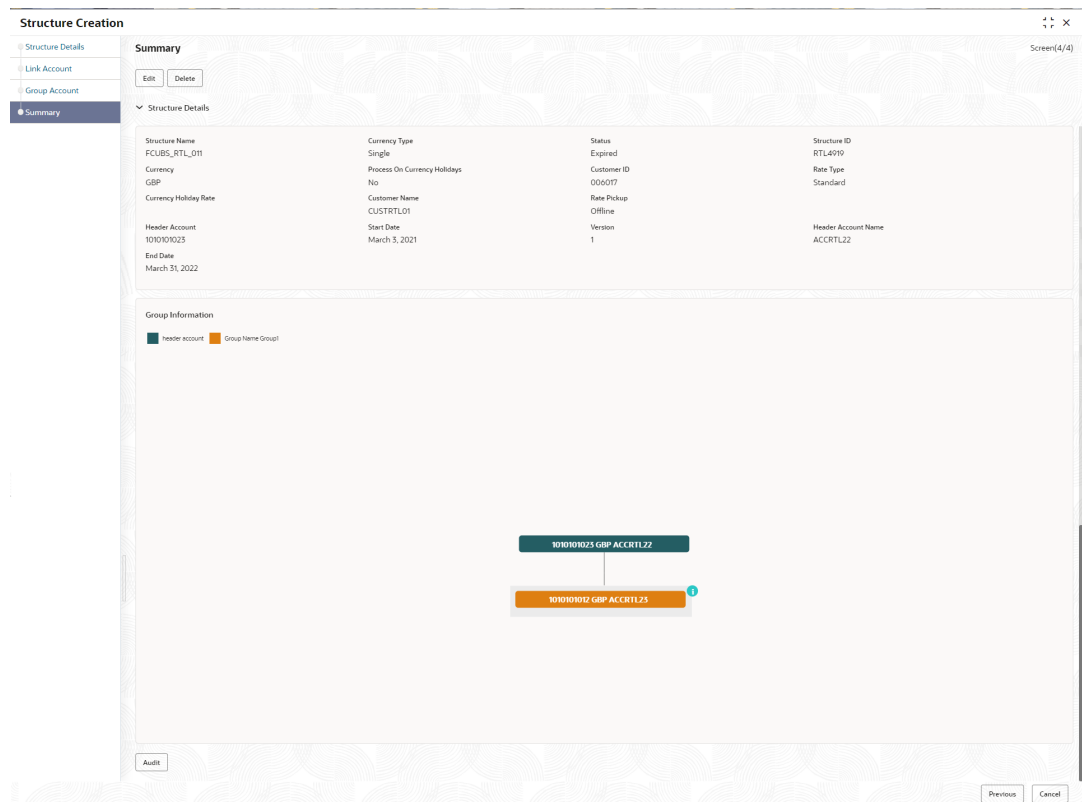 Structure Creation
Structure Details
Link Account
Group Account
Summary
Summary
Screen(4/4)
Edit Delete
Structure Details
Structure Name Currency Type Status Structure ID
FCUBS_RTL_011 Single Expired RTL4919
Currency Process On Currency Holidays Customer ID Rate Type
GBP No 006017 Standard
Currency Holiday Rate Customer Name Rate Pickup
CUSTRTL01 Offline
Header Account Start Date Version Header Account Name
1010101023 March 3, 2021 1 ACCRTL22
End Date
March 31, 2022
Group Information
header account Group Name Group1
1010101023 GBP ACCRTL22
1010101012 GBP ACCRTL23
i
Audit
Previous Cancel